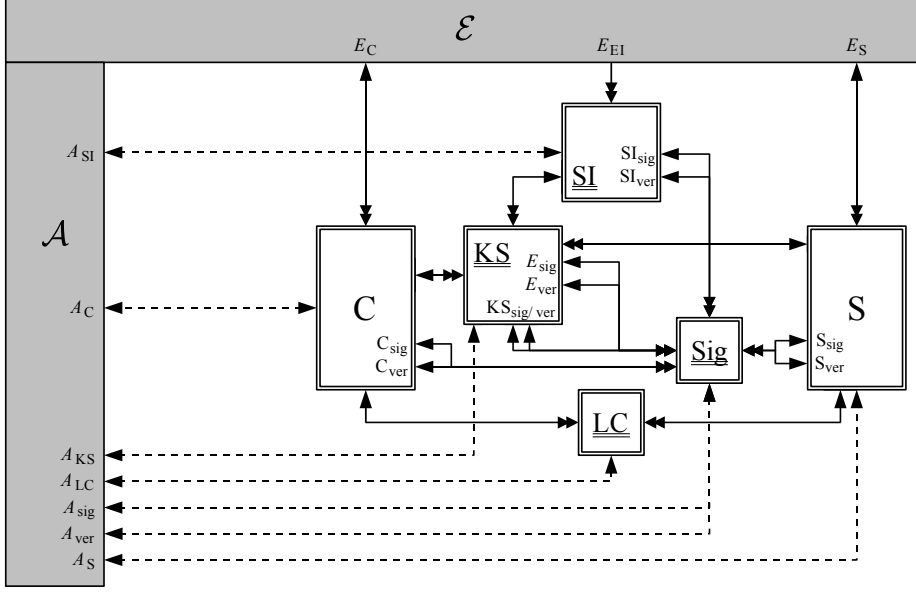 ℰ
E_C E_EI E_S
A_SI
SI_sig
SI_ver
SI
𝒜
KS
E_sig
E_ver
KS_sig/ver
A_C
C
S
C_sig
C_ver
Sig
S_sig
S_ver
LC
A_KS
A_LC
A_sig
A_ver
A_S